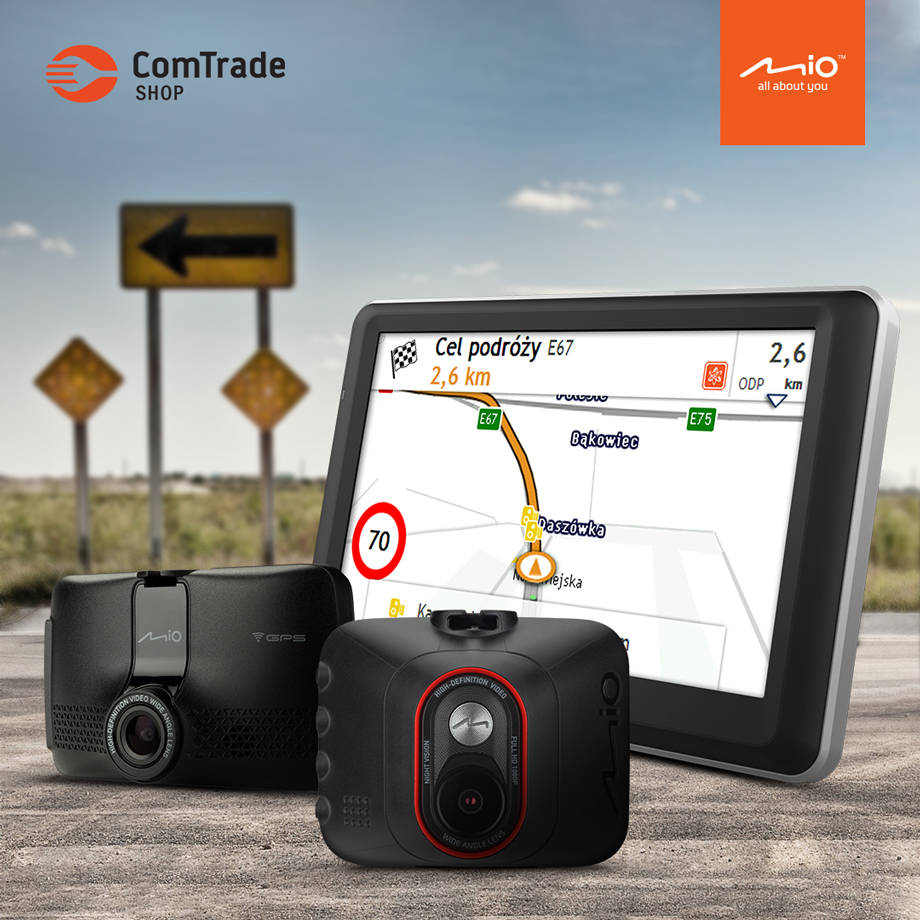 ComTrade
SHOP
Mio™
all about you
Cel podróży E67
2,6 km
2,6
ODP km
E67
E75
Bąkowiec
Daszówka
70
Mio
GPS
HIGH-DEFINITION VIDEO WIDE ANGLE LENS
HIGH-DEFINITION VIDEO
NIGHT VISION
FULL HD 1080P
WIDE ANGLE LENS
Mio